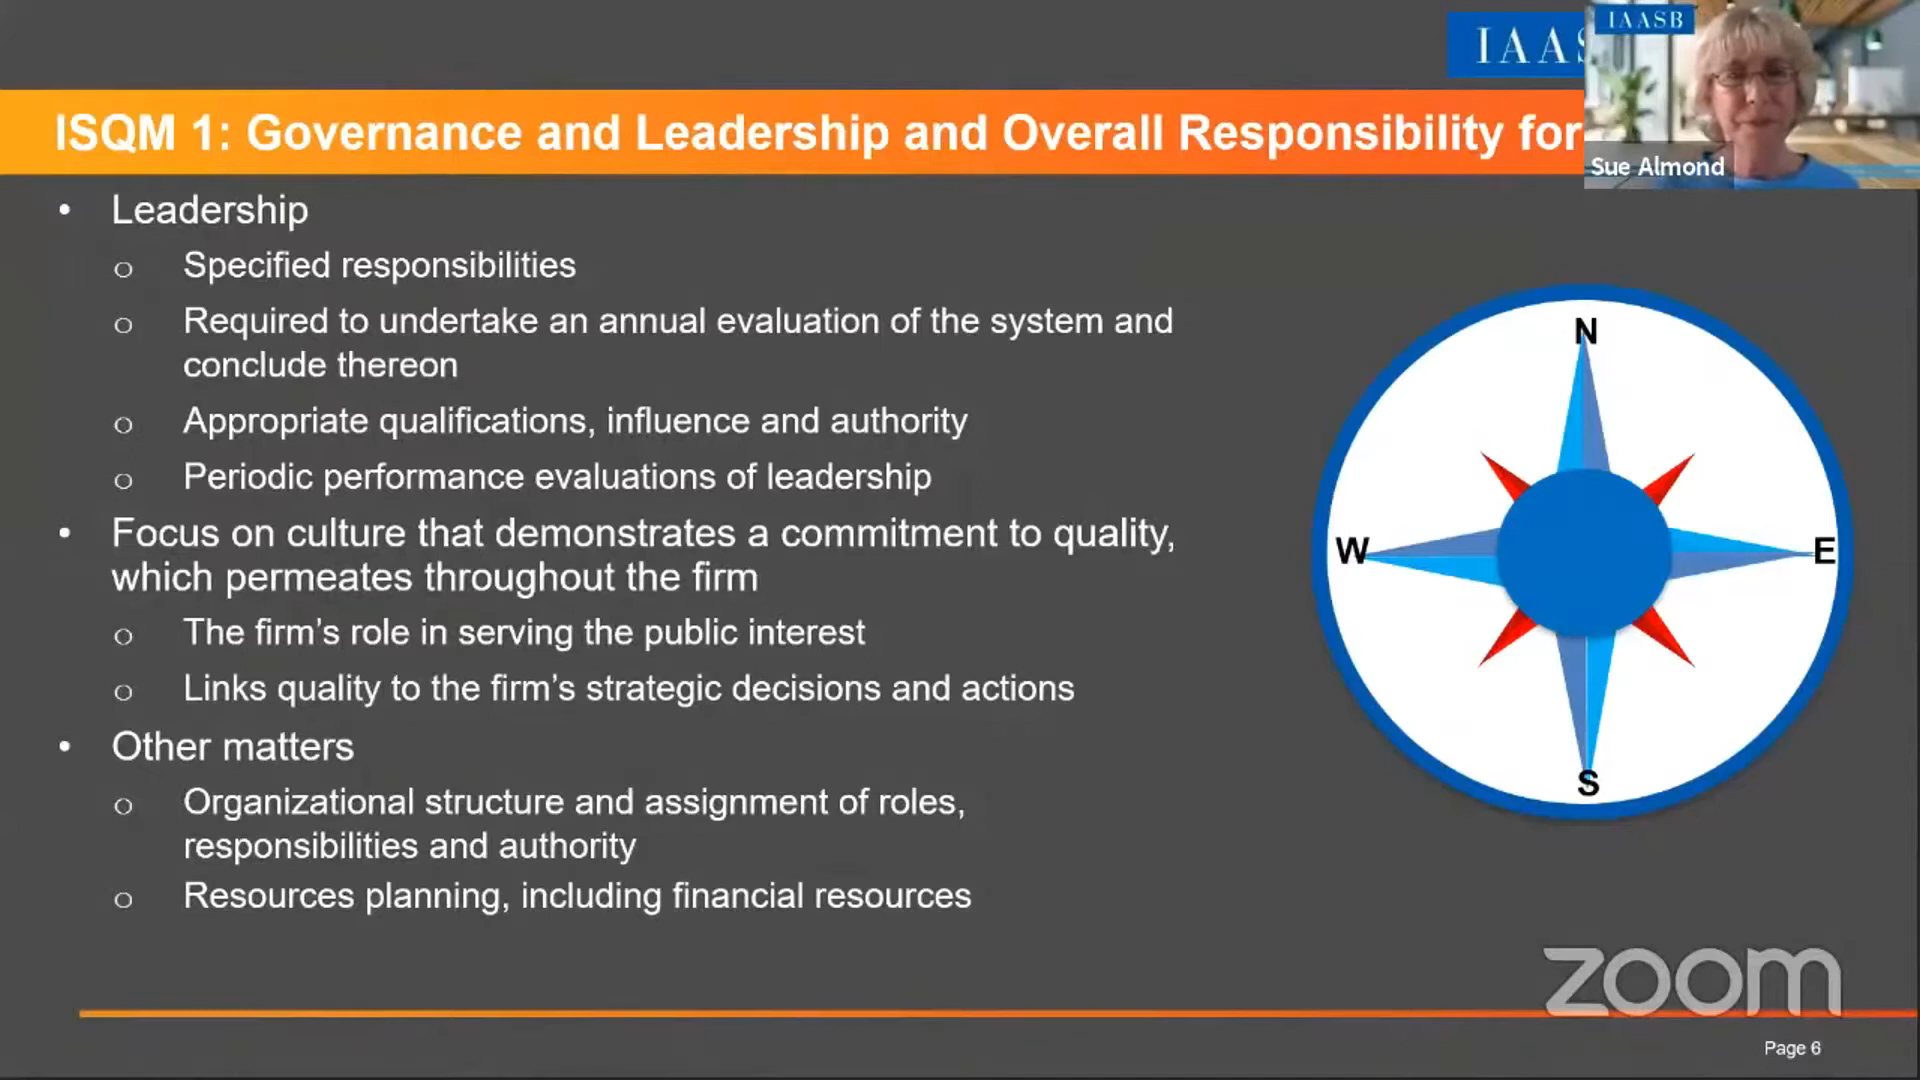 IAAS
IAASB
ISQM 1: Governance and Leadership and Overall Responsibility for
Sue Almond
• Leadership
o Specified responsibilities
o Required to undertake an annual evaluation of the system and
conclude thereon
o Appropriate qualifications, influence and authority
o Periodic performance evaluations of leadership
• Focus on culture that demonstrates a commitment to quality,
which permeates throughout the firm
o The firm’s role in serving the public interest
o Links quality to the firm’s strategic decisions and actions
• Other matters
o Organizational structure and assignment of roles,
responsibilities and authority
o Resources planning, including financial resources
N
W
E
S
zoom
Page 6